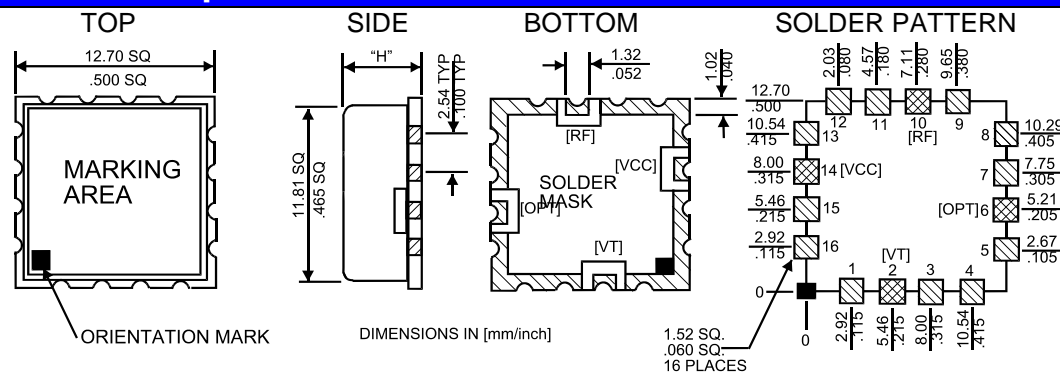 TOP
12.70 SQ
.500 SQ
MARKING
AREA
ORIENTATION MARK
SIDE
"H"
2.54 TYP
.100 TYP
11.81 SQ
.465 SQ
DIMENSIONS IN [mm/inch]
BOTTOM
1.32
.052
1.02
.040
[RF]
[VCC]
SOLDER
MASK
[OPT]
[VT]
SOLDER PATTERN
2.03
.080
4.57
.180
7.11
.280
9.65
.380
12.70
.500
10.54
.415
8.00
.315
5.46
.215
2.92
.115
0
12
11
10
[RF]
9
13
14 [VCC]
15
16
8
7
[OPT] 6
5
10.29
.405
7.75
.305
5.21
.205
2.67
.105
[VT]
1
2
3
4
0
2.92
.115
5.46
.215
8.00
.315
10.54
.415
1.52 SQ.
.060 SQ.
16 PLACES